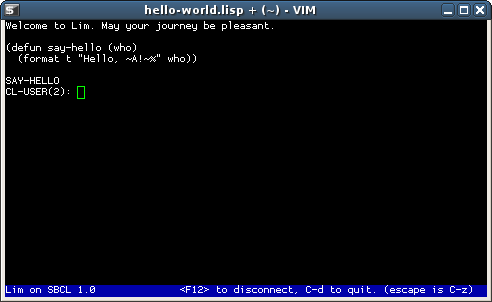 hello-world.lisp + (~) - VIM
Welcome to Lim. May your journey be pleasant.
(defun say-hello (who)
(format t "Hello, ~A!~%" who))
SAY-HELLO
CL-USER(2):
Lim on SBCL 1.0 <F12> to disconnect, C-d to quit. (escape is C-z)